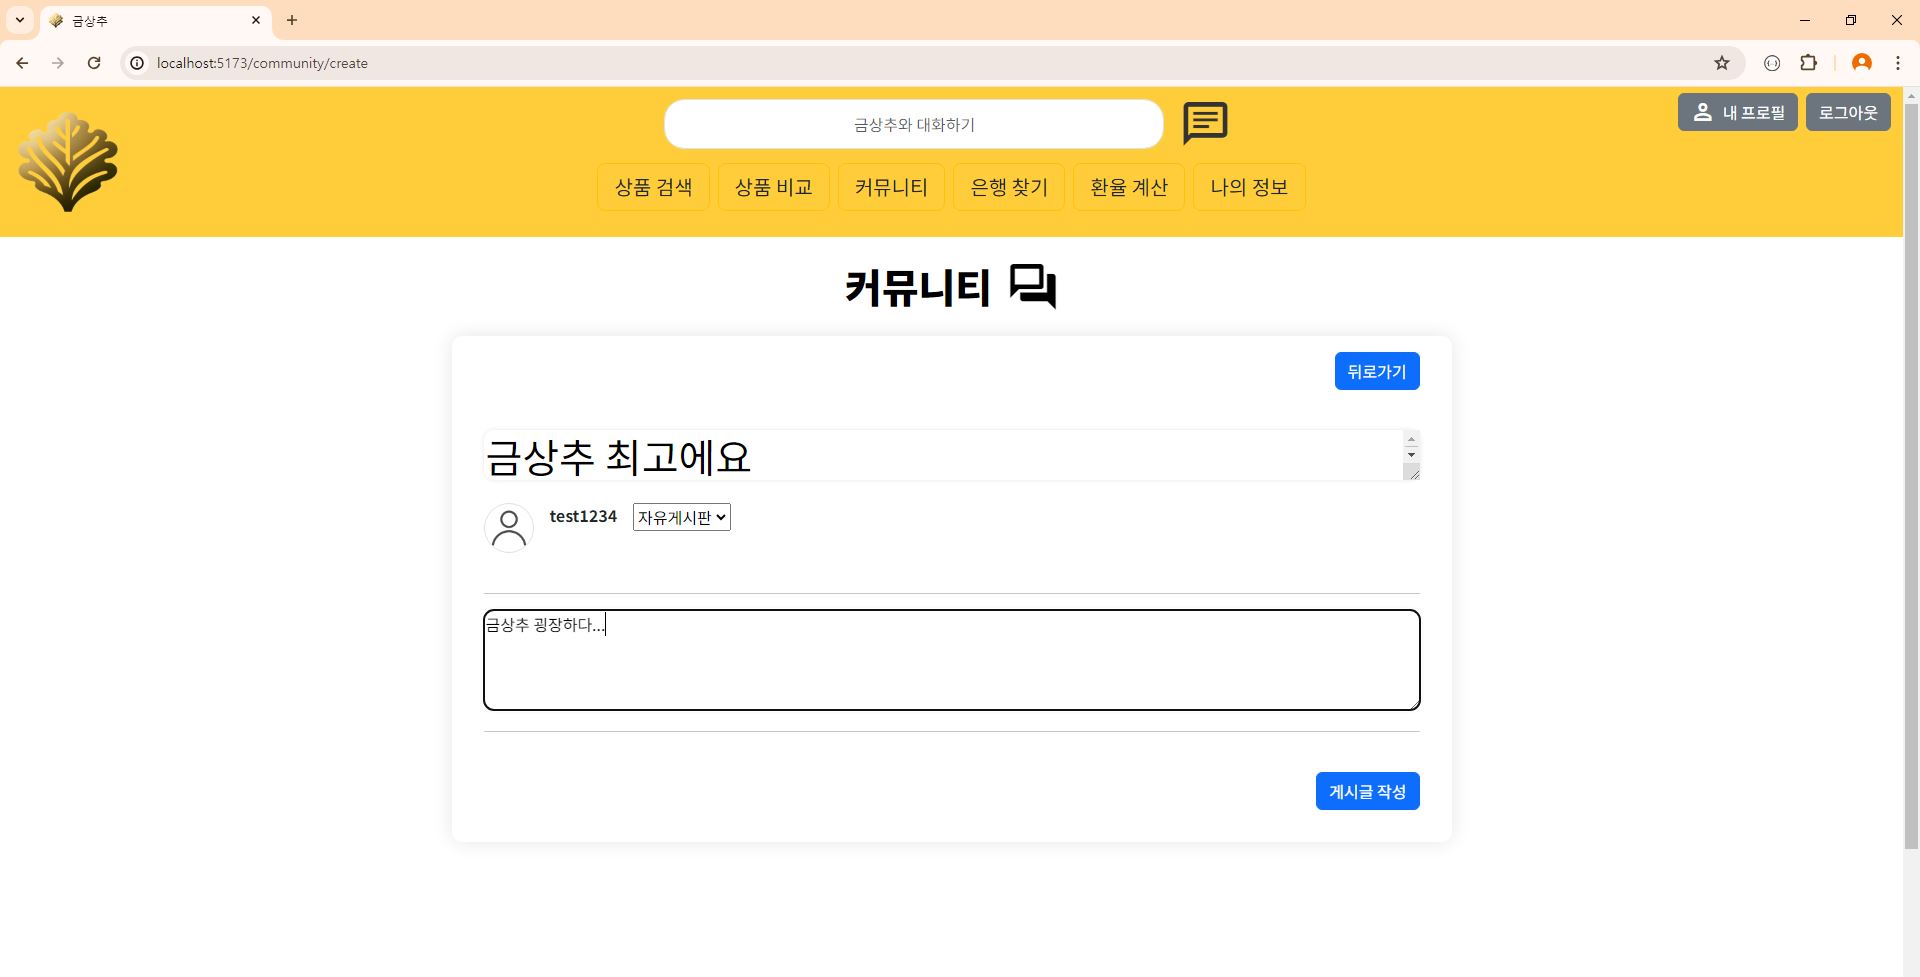 금상추
localhost:5173/community/create
금상추와 대화하기
내 프로필
로그아웃
상품 검색
상품 비교
커뮤니티
은행 찾기
환율 계산
나의 정보
커뮤니티
뒤로가기
금상추 최고에요
test1234
자유게시판
금상추 굉장하다...
게시글 작성